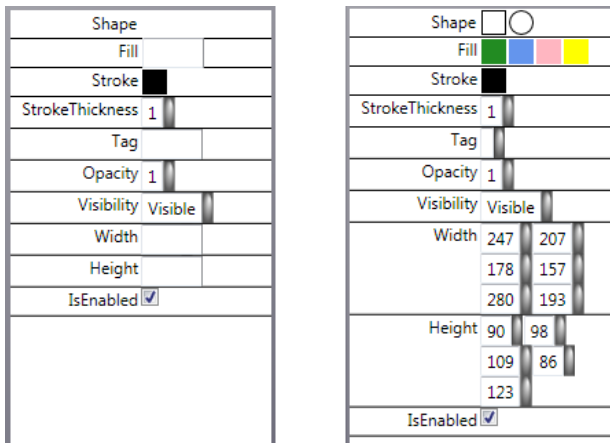 Shape
Fill
Stroke
StrokeThickness 1
Tag
Opacity 1
Visibility Visible
Width
Height
IsEnabled
Shape
Fill
Stroke
StrokeThickness 1
Tag
Opacity 1
Visibility Visible
Width 247 207
178 157
280 193
Height 90 98
109 86
123
IsEnabled